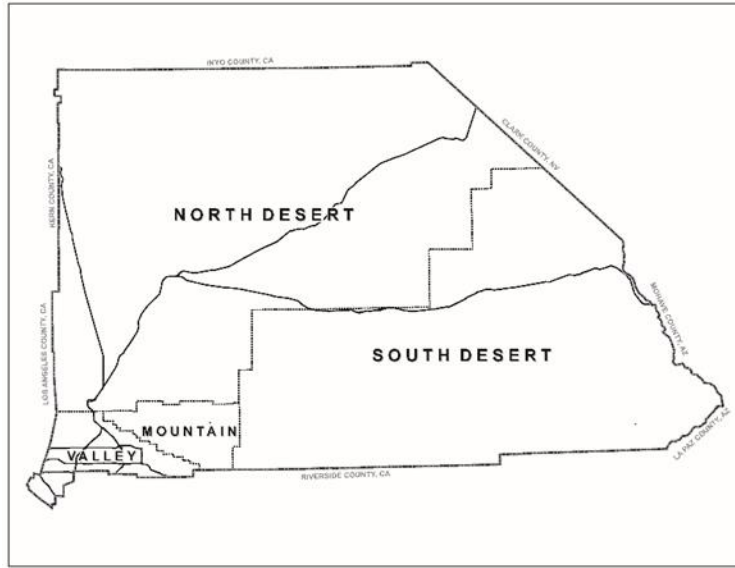 INYO COUNTY, CA
CLARK COUNTY, NV
KERN COUNTY, CA
NORTH DESERT
MOHAVE COUNTY, AZ
LOS ANGELES COUNTY, CA
SOUTH DESERT
MOUNTAIN
VALLEY
LA PAZ COUNTY, AZ
RIVERSIDE COUNTY, CA